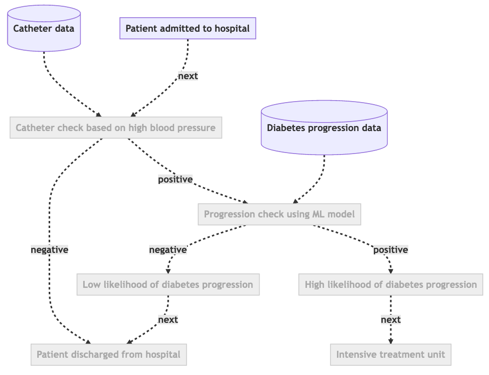 Catheter data
Patient admitted to hospital
next
Catheter check based on high blood pressure
Diabetes progression data
positive
Progression check using ML model
negative
negative
positive
Low likelihood of diabetes progression
High likelihood of diabetes progression
next
next
Patient discharged from hospital
Intensive treatment unit